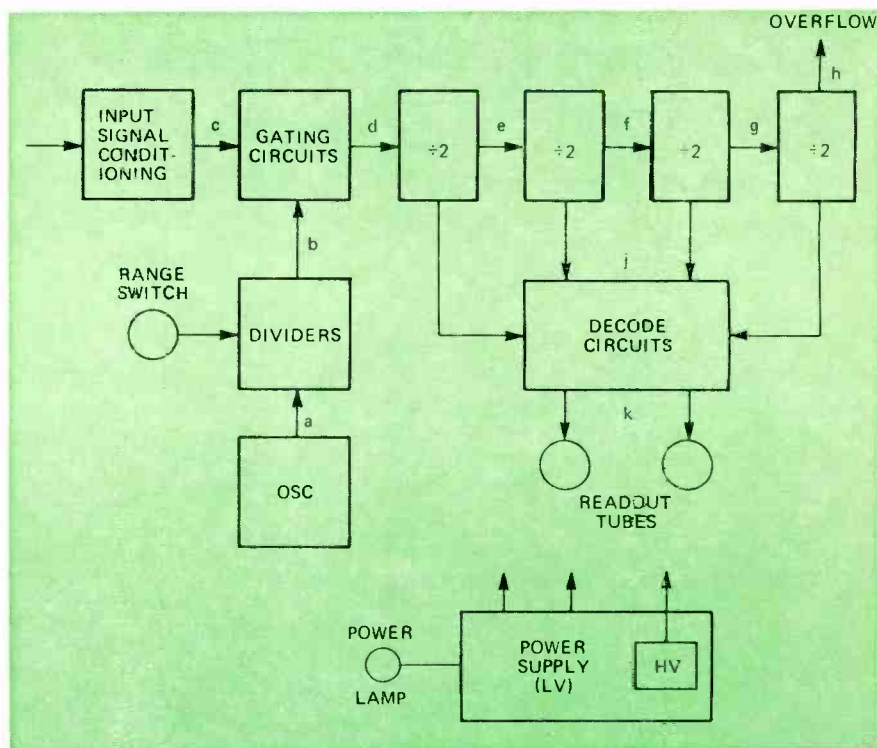 OVERFLOW
h
INPUT
SIGNAL
CONDIT-
IONING
c
GATING
CIRCUITS
d
÷2
e
÷2
f
÷2
g
÷2
b
RANGE
SWITCH
DIVIDERS
j
DECODE
CIRCUITS
a
k
OSC
READOUT
TUBES
POWER
LAMP
POWER
SUPPLY
(LV)
HV